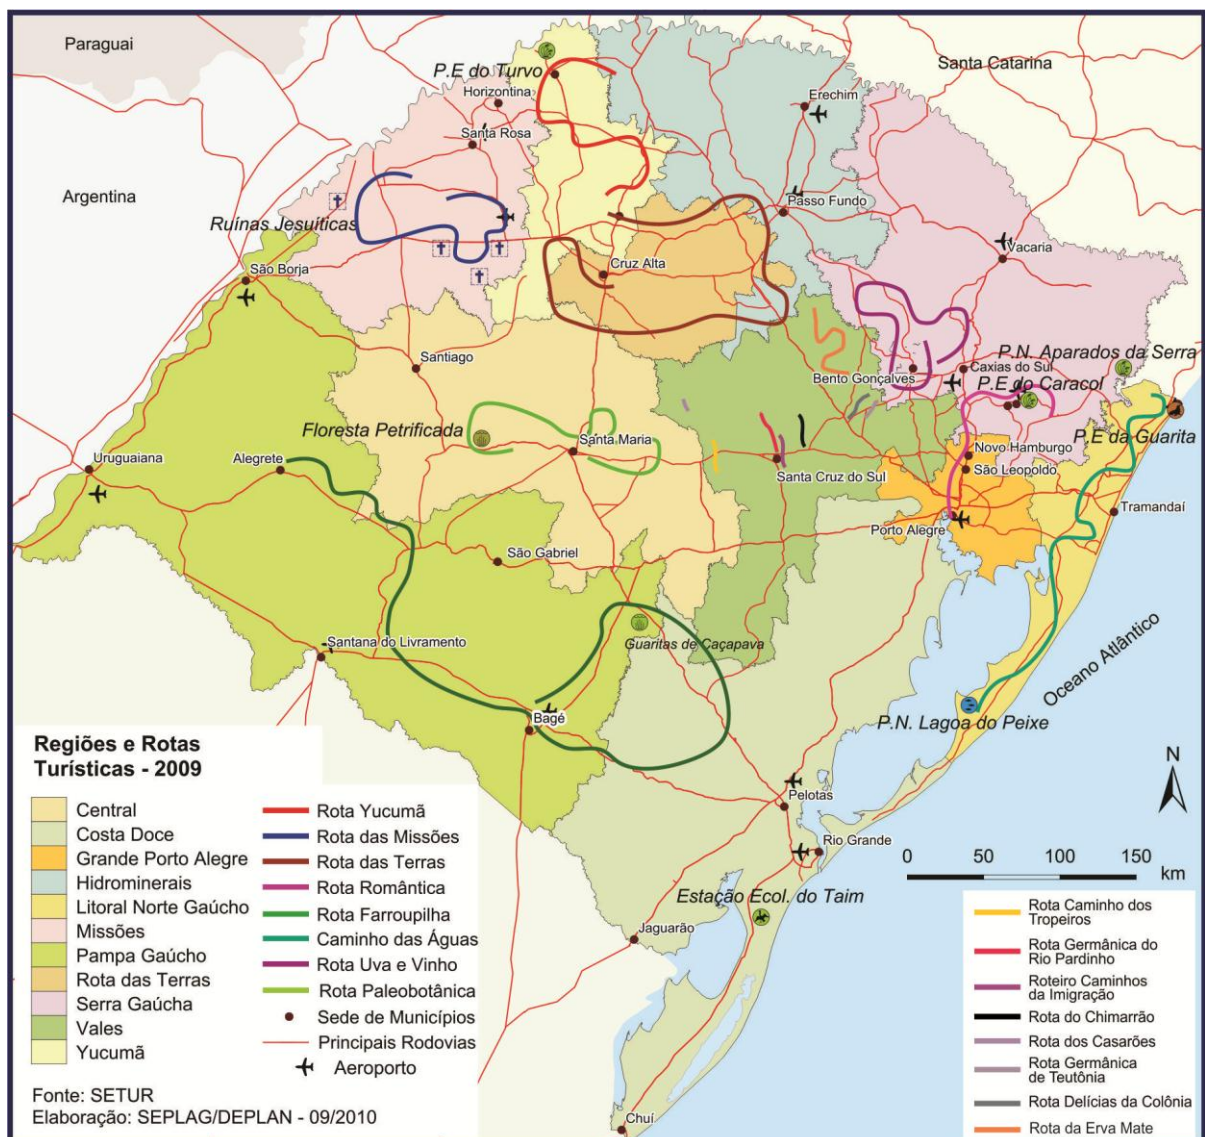 Paraguai
Santa Catarina
P.E do Turvo
Horizontina
Erechim
Santa Rosa
Argentina
Passo Fundo
Ruínas Jesuíticas
Vacaria
São Borja
Cruz Alta
Santiago
P.N. Aparados da Serra
Bento Gonçalves
Caxias do Sul
P.E do Caracol
Floresta Petrificada
Santa Maria
P.E da Guarita
Uruguaiana
Alegrete
Novo Hamburgo
São Leopoldo
Santa Cruz do Sul
Tramandaí
Porto Alegre
São Gabriel
Santana do Livramento
Guaritas de Caçapava
Oceano Atlântico
P.N. Lagoa do Peixe
Bagé
Pelotas
Rio Grande
Estação Ecol. do Taim
Jaguarão
Chuí
N
0 50 100 150
km
Regiões e Rotas
Turísticas - 2009
Central
Costa Doce
Grande Porto Alegre
Hidrominerais
Litoral Norte Gaúcho
Missões
Pampa Gaúcho
Rota das Terras
Serra Gaúcha
Vales
Yucumã
Rota Yucumã
Rota das Missões
Rota das Terras
Rota Romântica
Rota Farroupilha
Caminho das Águas
Rota Uva e Vinho
Rota Paleobotânica
Sede de Municípios
Principais Rodovias
Aeroporto
Fonte: SETUR
Elaboração: SEPLAG/DEPLAN - 09/2010
Rota Caminho dos
Tropeiros
Rota Germânica do
Rio Pardinho
Roteiro Caminhos
da Imigração
Rota do Chimarrão
Rota dos Casarões
Rota Germânica
de Teutônia
Rota Delícias da Colônia
Rota da Erva Mate